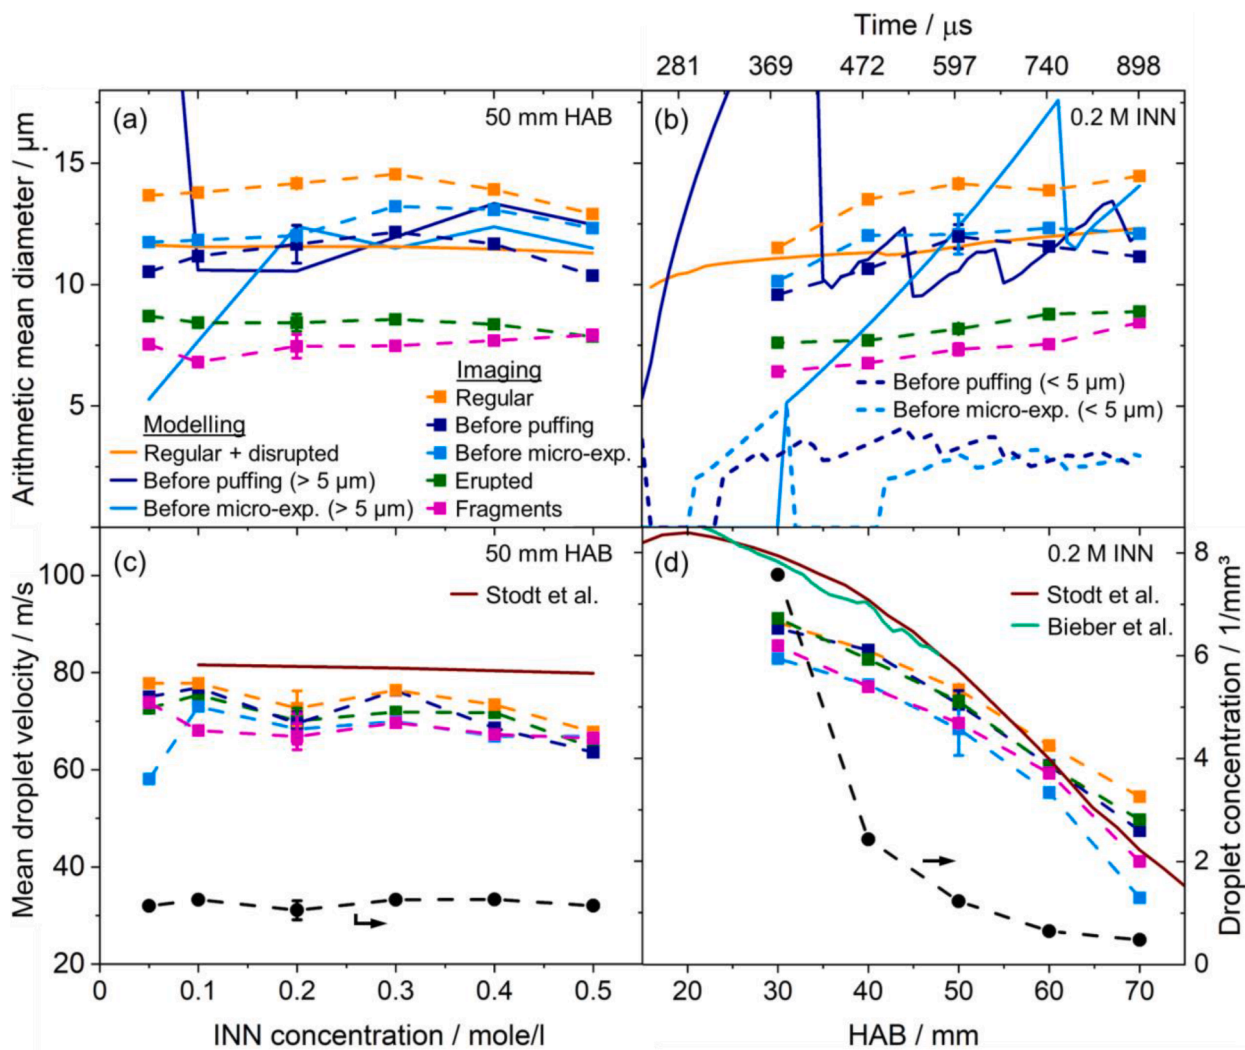 Time / μs
281 369 472 597 740 898
(a) 50 mm HAB
(b) 0.2 M INN
15
10
5
Arithmetic mean diameter / μm
Modelling
Regular + disrupted
Before puffing (> 5 μm)
Before micro-exp. (> 5 μm)
Imaging
Regular
Before puffing
Before micro-exp.
Erupted
Fragments
Before puffing (< 5 μm)
Before micro-exp. (< 5 μm)
(c) 50 mm HAB
Stodt et al.
(d) 0.2 M INN
Stodt et al.
Bieber et al.
100
80
60
40
20
Mean droplet velocity / m/s
8
6
4
2
0
Droplet concentration / 1/mm³
0 0.1 0.2 0.3 0.4 0.5
20 30 40 50 60 70
INN concentration / mole/l
HAB / mm